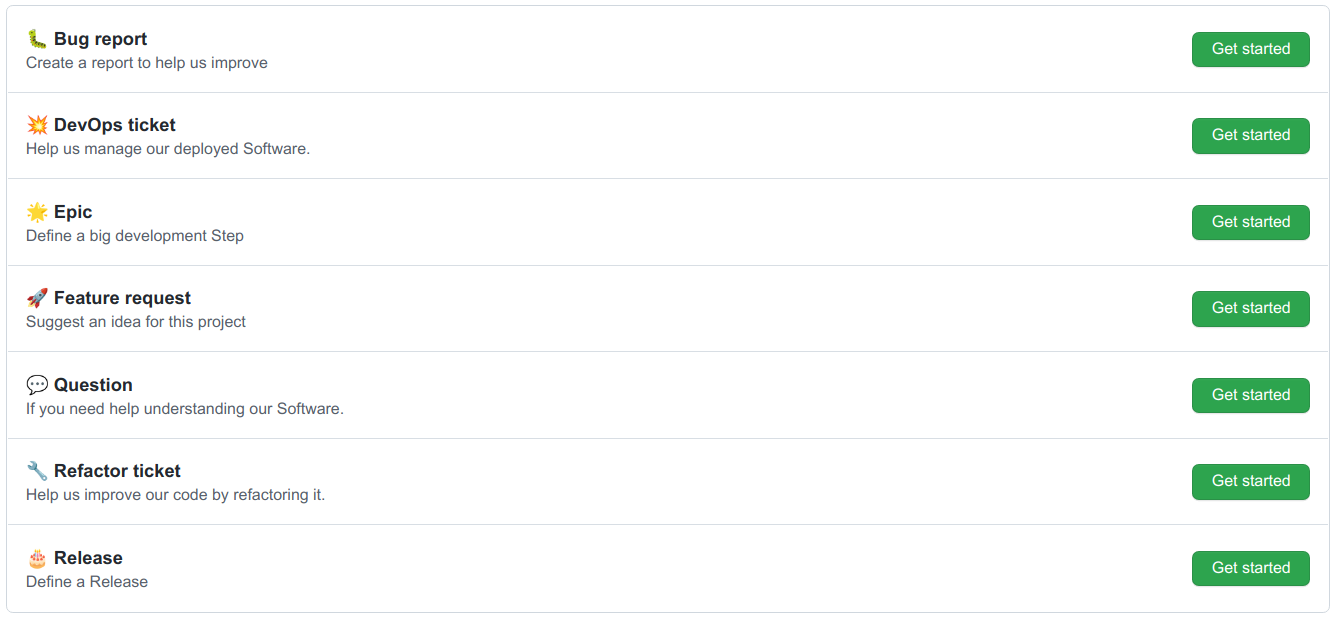 🐛 Bug report
Create a report to help us improve
Get started
💥 DevOps ticket
Help us manage our deployed Software.
Get started
🌟 Epic
Define a big development Step
Get started
🚀 Feature request
Suggest an idea for this project
Get started
💬 Question
If you need help understanding our Software.
Get started
🔧 Refactor ticket
Help us improve our code by refactoring it.
Get started
🎂 Release
Define a Release
Get started